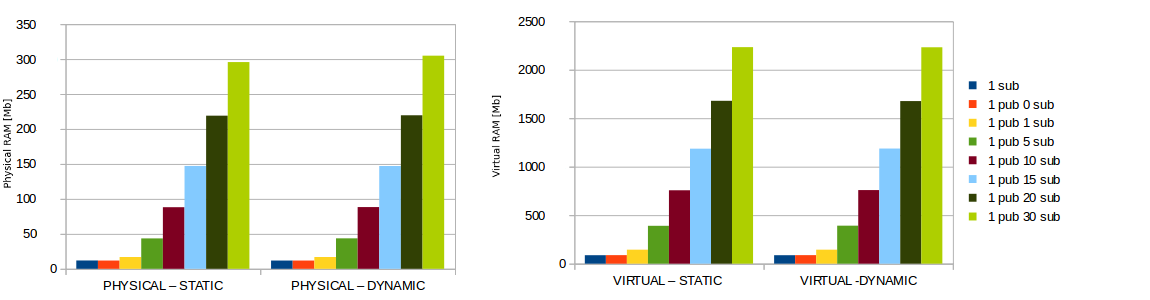 350
300
250
200
150
100
50
0
Physical RAM [Mb]
PHYSICAL – STATIC
PHYSICAL – DYNAMIC
2500
2000
1500
1000
500
0
Virtual RAM [Mb]
VIRTUAL – STATIC
VIRTUAL -DYNAMIC
1 sub
1 pub 0 sub
1 pub 1 sub
1 pub 5 sub
1 pub 10 sub
1 pub 15 sub
1 pub 20 sub
1 pub 30 sub